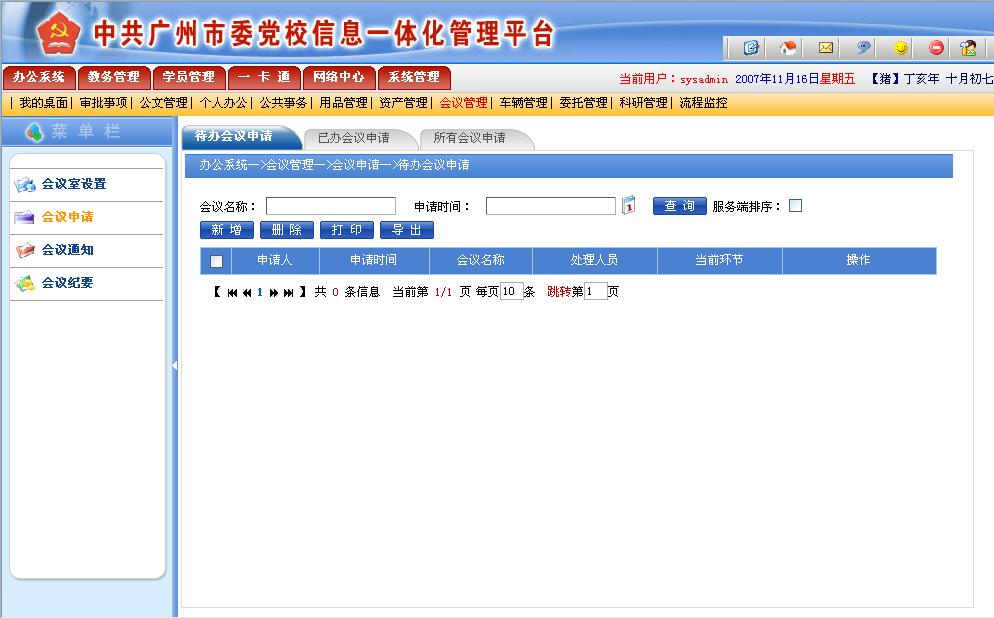 中共广州市委党校信息一体化管理平台
办公系统 教务管理 学员管理 一 卡 通 网络中心 系统管理 当前用户：sysadmin 2007年11月16日星期五 【猪】丁亥年 十月初七
| 我的桌面| 审批事项| 公文管理| 个人办公| 公共事务| 用品管理| 资产管理| 会议管理| 车辆管理| 委托管理| 科研管理| 流程监控
菜 单 栏
会议室设置
会议申请
会议通知
会议纪要
待办会议申请 已办会议申请 所有会议申请
办公系统—>会议管理—>会议申请—>待办会议申请
会议名称： 申请时间： 1 查 询 服务端排序：
新 增 删 除 打 印 导 出
申请人 申请时间 会议名称 处理人员 当前环节 操作
【 1 】 共 0 条信息 当前第 1/1 页 每页10条 跳转第1页